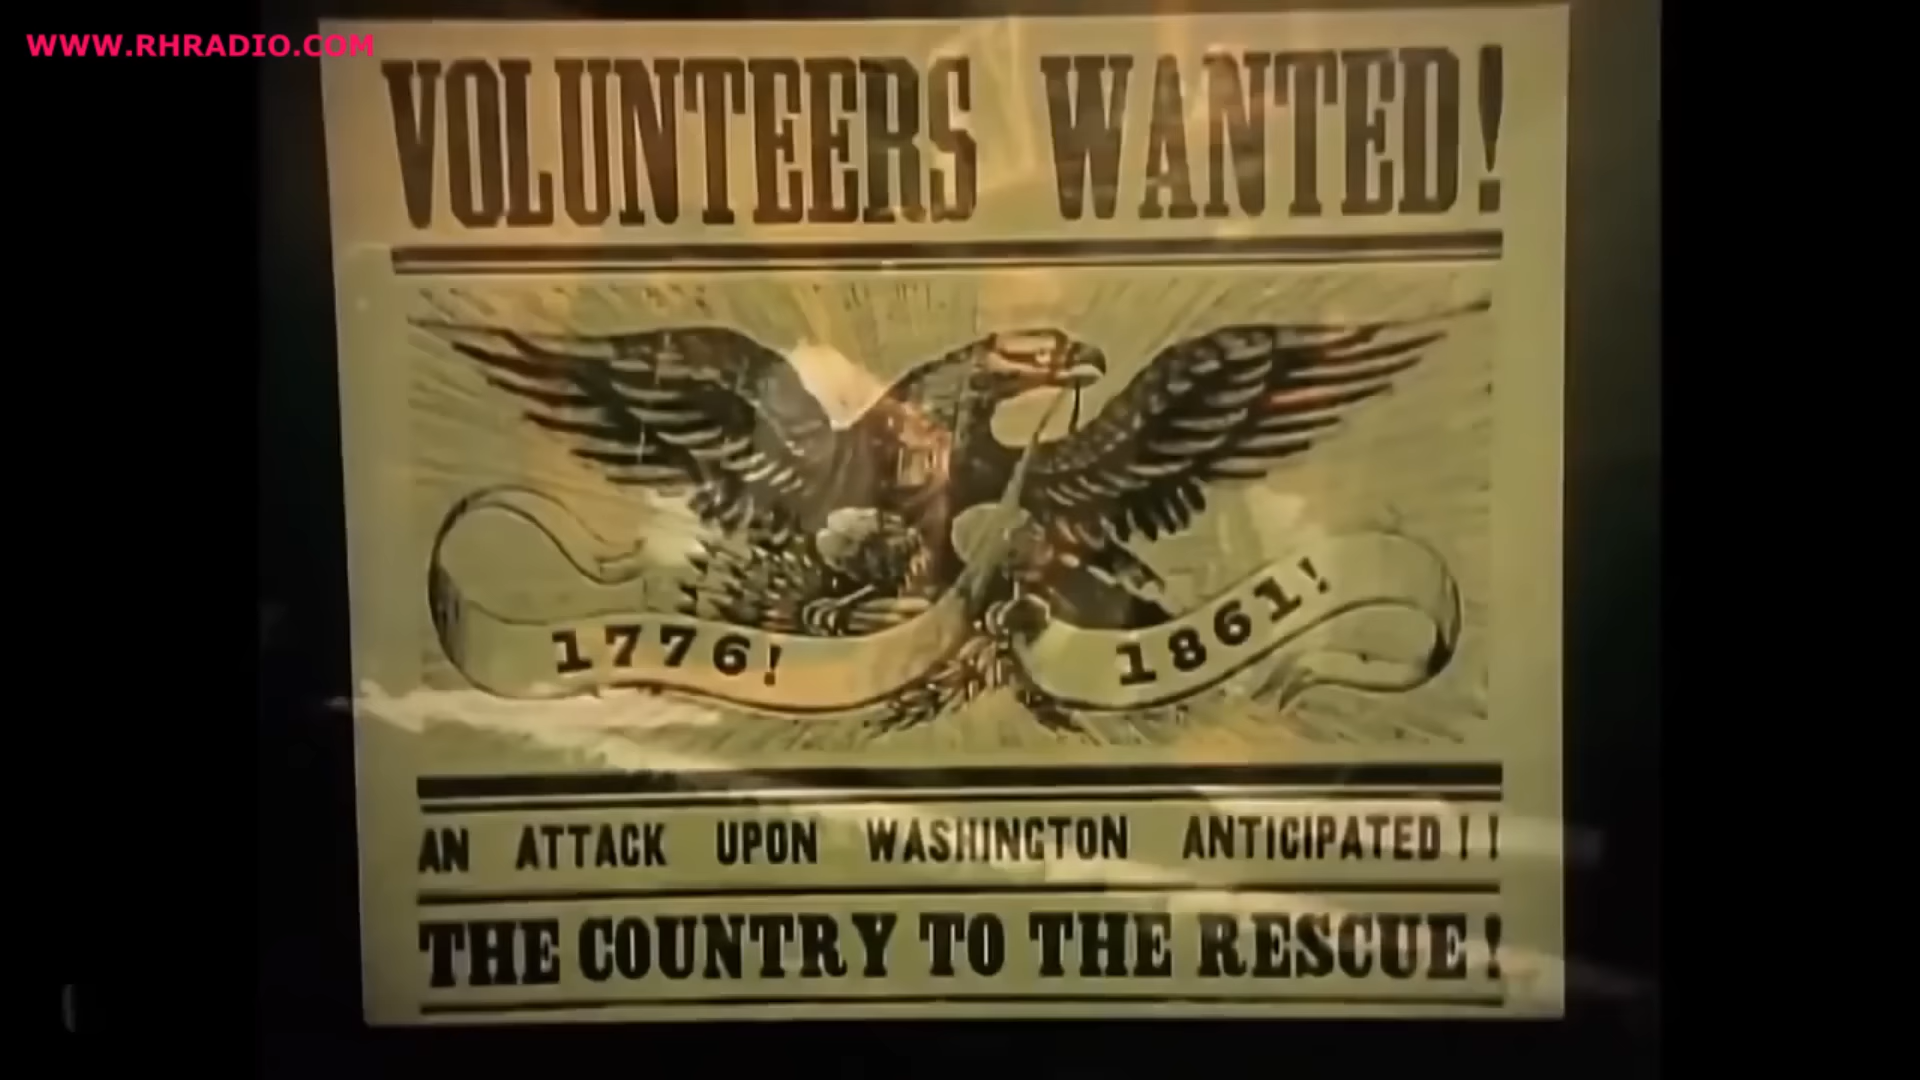 WWW.RHRADIO.COM
VOLUNTEERS WANTED!
1776! 1861!
AN ATTACK UPON WASHINGTON ANTICIPATED!!
THE COUNTRY TO THE RESCUE!